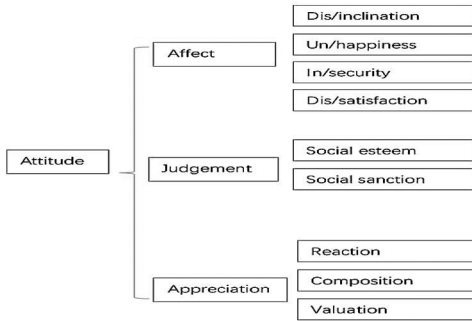 Dis/inclination
Un/happiness
Affect
In/security
Dis/satisfaction
Attitude
Social esteem
Judgement
Social sanction
Reaction
Composition
Appreciation
Valuation